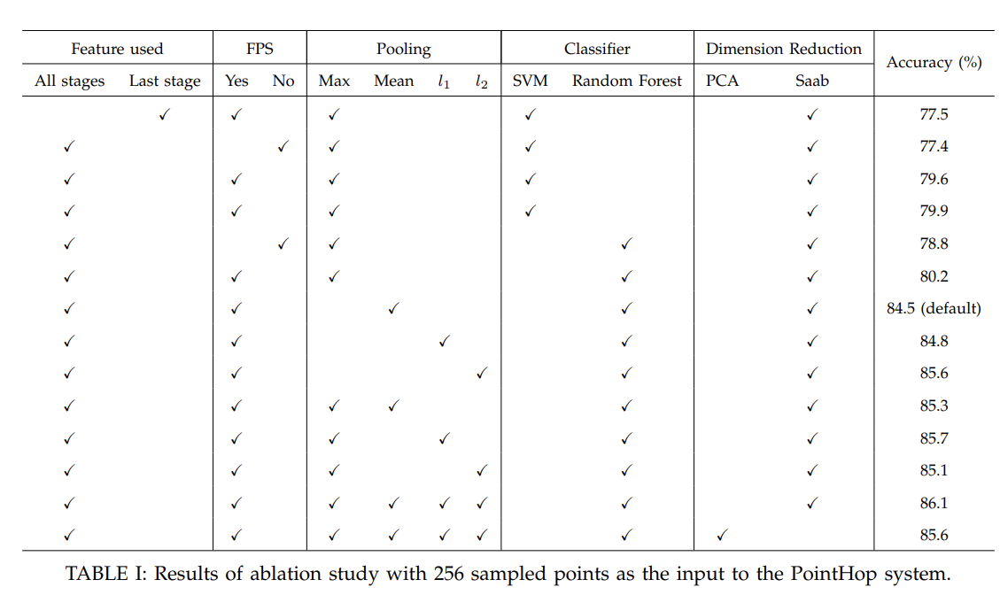 Feature used FPS Pooling Classifier Dimension Reduction Accuracy (%)
All stages Last stage Yes No Max Mean l₁ l₂ SVM Random Forest PCA Saab
✓ ✓ ✓ ✓ ✓ 77.5
✓ ✓ ✓ ✓ ✓ 77.4
✓ ✓ ✓ ✓ ✓ 79.6
✓ ✓ ✓ ✓ ✓ 79.9
✓ ✓ ✓ ✓ ✓ 78.8
✓ ✓ ✓ ✓ ✓ 80.2
✓ ✓ ✓ ✓ ✓ 84.5 (default)
✓ ✓ ✓ ✓ ✓ 84.8
✓ ✓ ✓ ✓ ✓ 85.6
✓ ✓ ✓ ✓ ✓ ✓ 85.3
✓ ✓ ✓ ✓ ✓ ✓ 85.7
✓ ✓ ✓ ✓ ✓ ✓ 85.1
✓ ✓ ✓ ✓ ✓ ✓ ✓ ✓ 86.1
✓ ✓ ✓ ✓ ✓ ✓ ✓ ✓ 85.6
TABLE I: Results of ablation study with 256 sampled points as the input to the PointHop system.